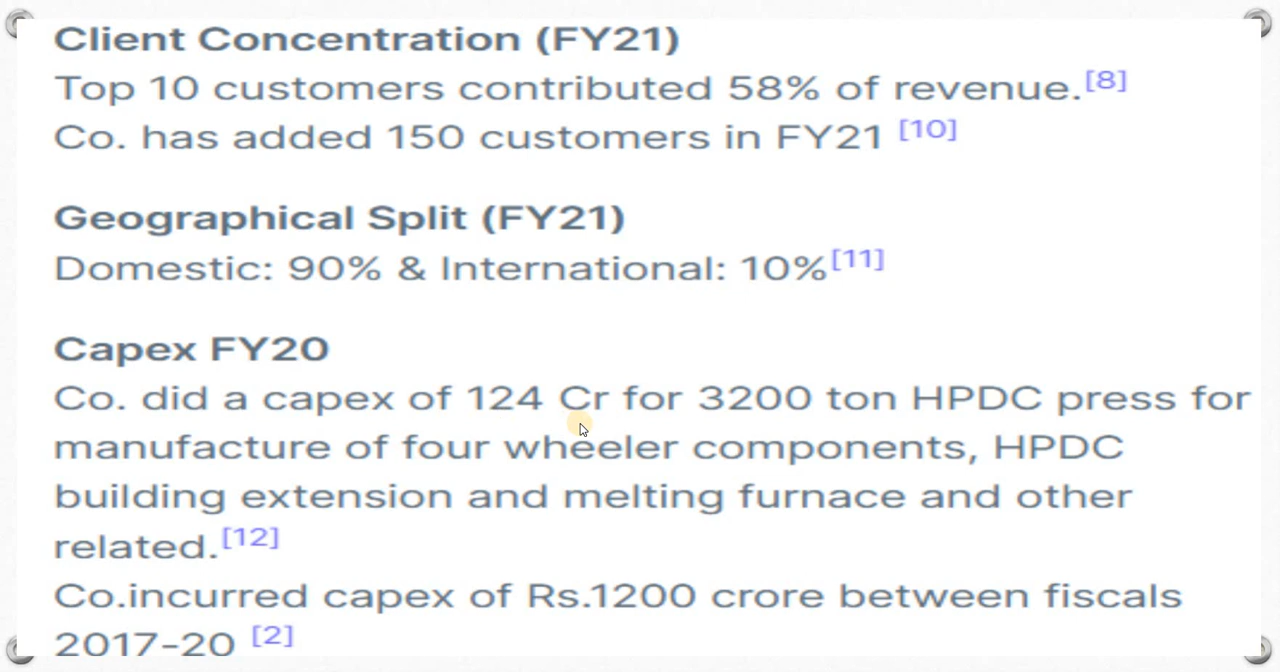 Client Concentration (FY21)
Top 10 customers contributed 58% of revenue.[8]
Co. has added 150 customers in FY21 [10]
Geographical Split (FY21)
Domestic: 90% & International: 10%[11]
Capex FY20
Co. did a capex of 124 Cr for 3200 ton HPDC press for
manufacture of four wheeler components, HPDC
building extension and melting furnace and other
related.[12]
Co.incurred capex of Rs.1200 crore between fiscals
2017-20 [2]